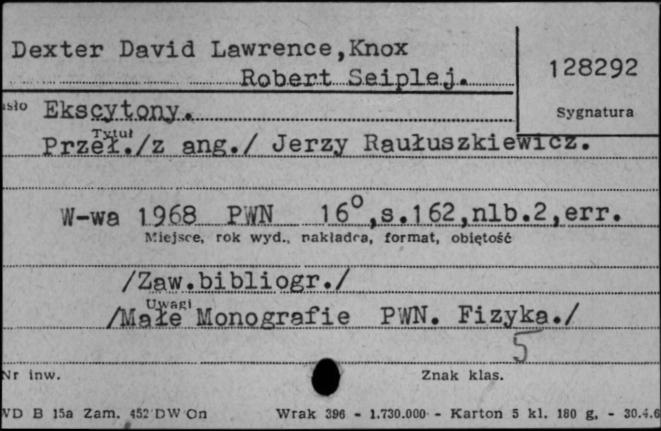 Dexter David Lawrence,Knox
Robert Seiplej.
128292
Sygnatura
Ekscytony.
Tytuł
Przeł./z ang./ Jerzy Raułuszkiewicz.
W-wa 1968 PWN 16°,s.162,nlb.2,err.
Miejsce, rok wyd., nakładca, format, objętość
/Zaw.bibliogr./
Uwagi
/Małe Monografie PWN. Fizyka./
5
Nr inw.
Znak klas.
B 15a Zam. 452 DW On Wrak 396 - 1.730.000 - Karton 5 kl. 180 g. - 30.4.6